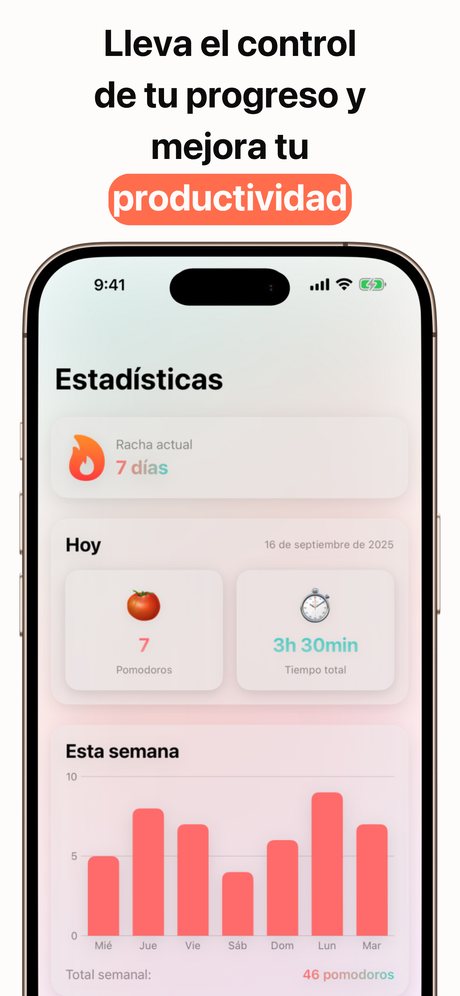 Lleva el control
de tu progreso y
mejora tu
productividad
9:41
Estadísticas
Racha actual
7 días
Hoy
16 de septiembre de 2025
7
Pomodoros
3h 30min
Tiempo total
Esta semana
10
5
0
Mié Jue Vie Sáb Dom Lun Mar
Total semanal: 46 pomodoros